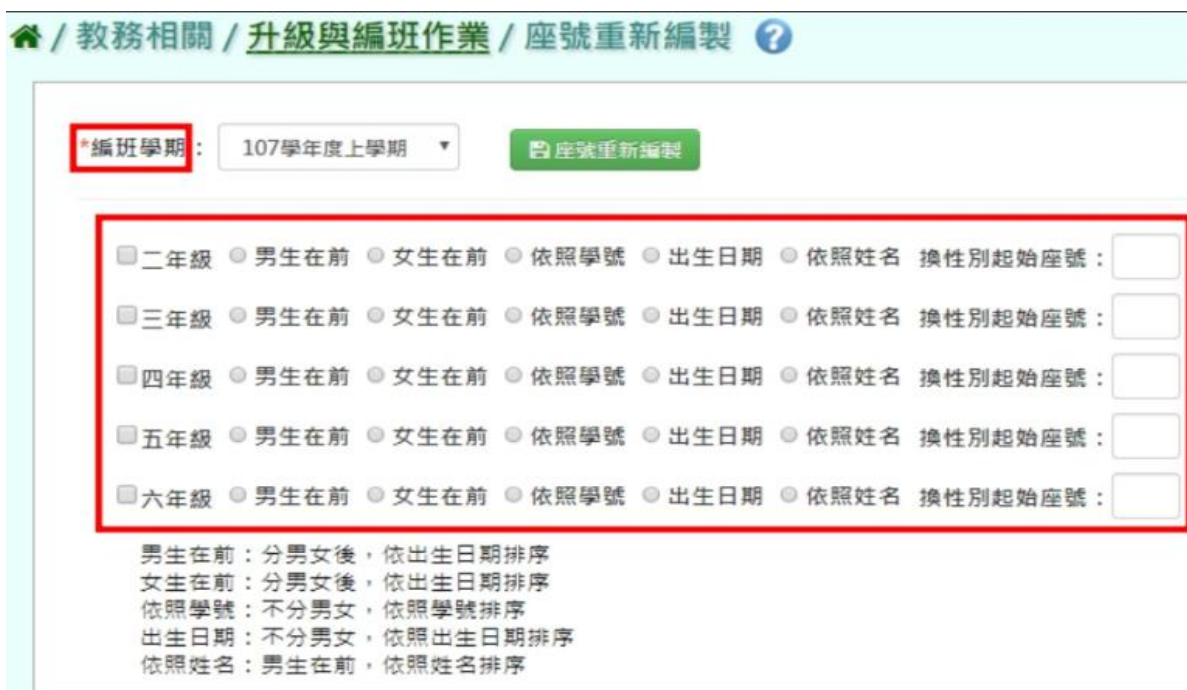 / 教務相關 / 升級與編班作業 / 座號重新編製 ?
*編班學期： 107學年度上學期 座號重新編製
二年級 男生在前 女生在前 依照學號 出生日期 依照姓名 換性別起始座號：
三年級 男生在前 女生在前 依照學號 出生日期 依照姓名 換性別起始座號：
四年級 男生在前 女生在前 依照學號 出生日期 依照姓名 換性別起始座號：
五年級 男生在前 女生在前 依照學號 出生日期 依照姓名 換性別起始座號：
六年級 男生在前 女生在前 依照學號 出生日期 依照姓名 換性別起始座號：
男生在前：分男女後，依出生日期排序
女生在前：分男女後，依出生日期排序
依照學號：不分男女，依照學號排序
出生日期：不分男女，依照出生日期排序
依照姓名：男生在前，依照姓名排序